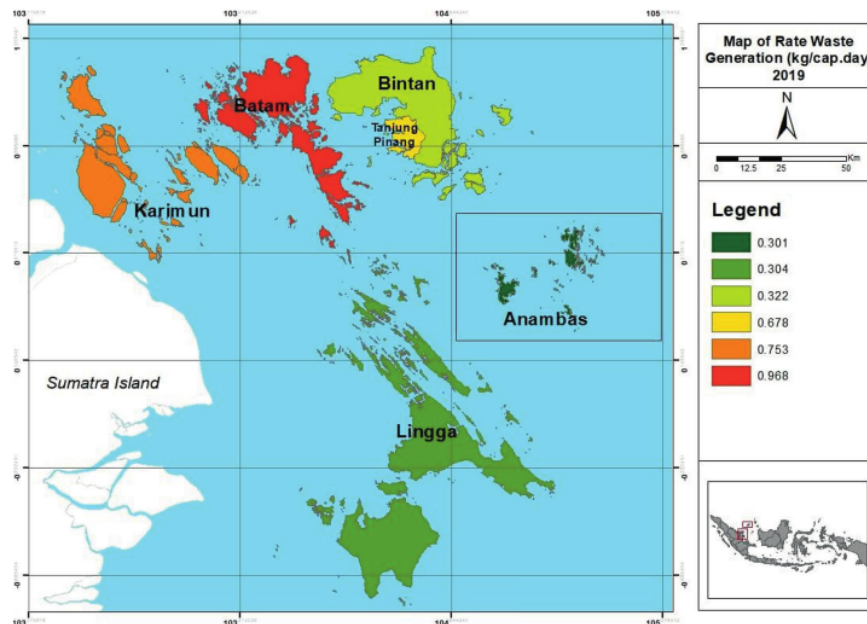 103
103
104
105
Map of Rate Waste
Generation (kg/cap.day)
2019
N
Km
0 12.5 25 50
Legend
0.301
0.304
0.322
0.678
0.753
0.968
Batam
Bintan
Tanjung
Pinang
Karimun
Anambas
Sumatra Island
Lingga
1
0
0
0
103
103
104
105